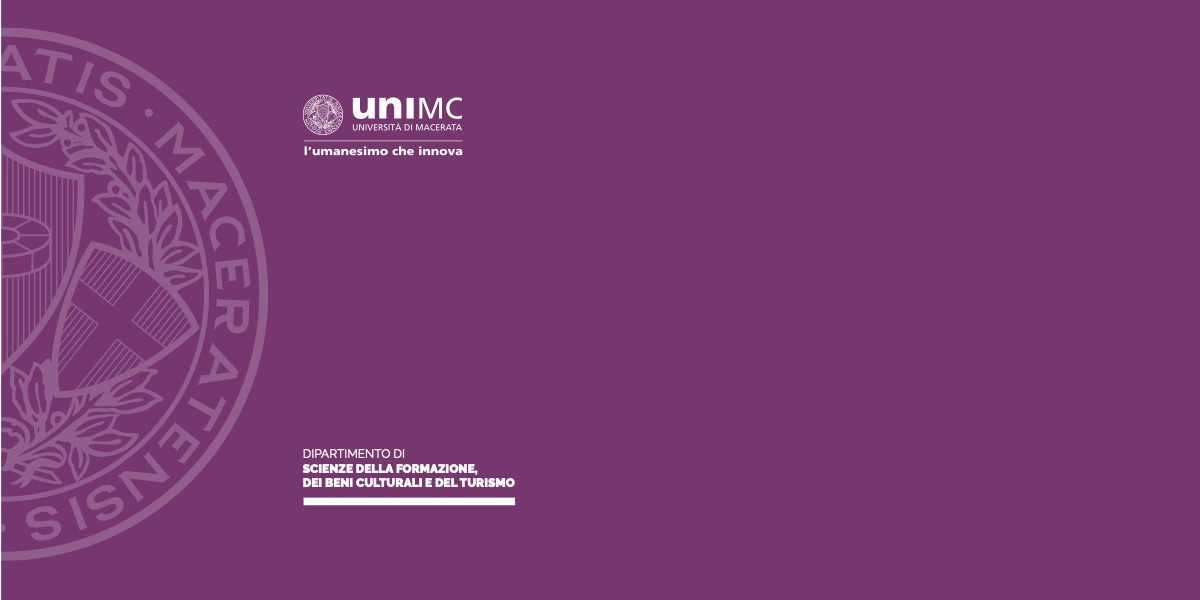 ATIS · MACERATENSIS ·
uniMC
UNIVERSITÀ DI MACERATA
l'umanesimo che innova
DIPARTIMENTO DI
SCIENZE DELLA FORMAZIONE,
DEI BENI CULTURALI E DEL TURISMO